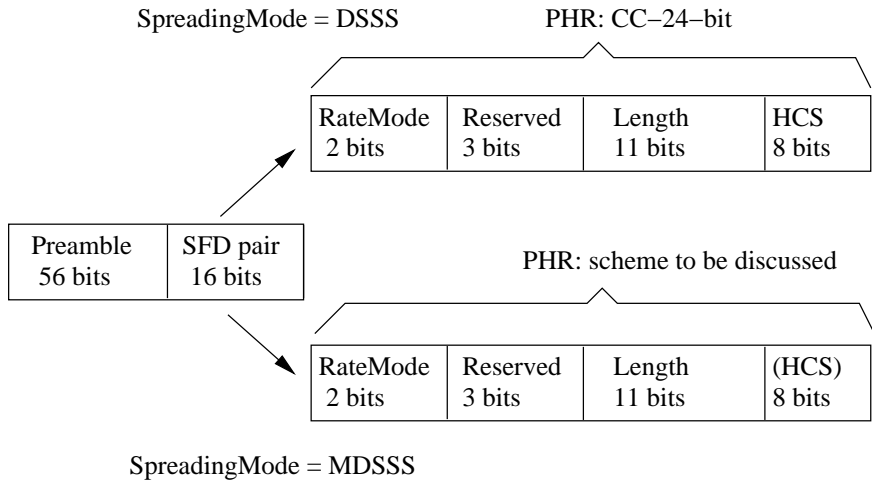 SpreadingMode = DSSS
PHR: CC−24−bit
RateMode Reserved Length HCS
2 bits 3 bits 11 bits 8 bits
Preamble SFD pair
56 bits 16 bits
PHR: scheme to be discussed
RateMode Reserved Length (HCS)
2 bits 3 bits 11 bits 8 bits
SpreadingMode = MDSSS